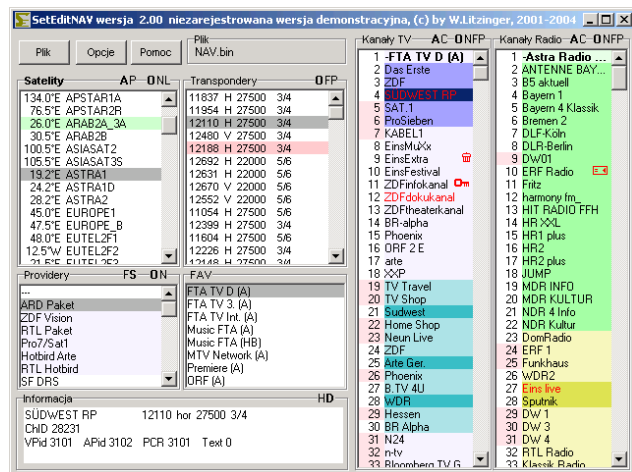 SetEditNAV wersja 2.00 niezarejestrowana wersja demonstracyjna, (c) by W.Litzinger, 2001-2004
Plik
Opcje
Pomoc
Plik
NAV.bin
Satelity AP ONL
134.0°E APSTAR1A
76.5°E APSTAR2R
26.0°E ARAB2A_3A
30.5°E ARAB2B
100.5°E ASIASAT2
105.5°E ASIASAT3S
19.2°E ASTRA1
24.2°E ASTRA1D
28.2°E ASTRA2
45.0°E EUROPE1
47.5°E EUROPE_B
48.0°E EUTEL2F1
12.5°W EUTEL2F2
21.5°E EUTEL2F3
Transpondery OFP
11837 H 27500 3/4
11954 H 27500 3/4
12110 H 27500 3/4
12480 V 27500 3/4
12188 H 27500 3/4
12692 H 22000 5/6
12631 H 22000 5/6
12670 V 22000 5/6
12552 V 22000 5/6
11054 H 27500 5/6
12399 H 27500 3/4
11604 H 27500 5/6
12226 H 27500 3/4
12148 H 27500 3/4
Providery FS ON
---
ARD Paket
ZDF Vision
RTL Paket
Pro7/Sat1
Hotbird Arte
RTL Hotbird
SF DRS
FAV
FTA TV D (A)
FTA TV 3. (A)
FTA TV Int. (A)
Music FTA (A)
Music FTA (HB)
MTV Network (A)
Premiere (A)
ORF (A)
Informacja HD
SÜDWEST RP 12110 hor 27500 3/4
ChID 28231
VPid 3101 APid 3102 PCR 3101 Text 0
Kanały TV AC ONFP
1 -FTA TV D (A)
2 Das Erste
3 ZDF
4 SÜDWEST RP
5 SAT.1
6 ProSieben
7 KABEL1
8 EinsMuXx
9 EinsExtra
10 EinsFestival
11 ZDFinfokanal
12 ZDFdokukanal
13 ZDFtheaterkanal
14 BR-alpha
15 Phoenix
16 ORF 2 E
17 arte
18 XXP
19 TV Travel
20 TV Shop
21 Sudwest
22 Home Shop
23 Neun Live
24 ZDF
25 Arte Ger.
26 Phoenix
27 B.TV 4U
28 WDR
29 Hessen
30 BR Alpha
31 N24
32 n-tv
33 Bloomberg TV G
Kanały Radio AC ONFP
1 -Astra Radio ...
2 ANTENNE BAY...
3 B5 aktuell
4 Bayern 1
5 Bayern 4 Klassik
6 Bremen 2
7 DLF-Köln
8 DLR-Berlin
9 DW01
10 ERF Radio
11 Fritz
12 harmony fm_
13 HIT RADIO FFH
14 HR XXL
15 HR1 plus
16 HR2
17 HR2 plus
18 JUMP
19 MDR INFO
20 MDR KULTUR
21 NDR 4 Info
22 NDR Kultur
23 DomRadio
24 ERF 1
25 Funkhaus
26 WDR2
27 Eins live
28 Sputnik
29 DW 1
30 DW 3
31 DW 4
32 RTL Radio
33 Klassik Radio